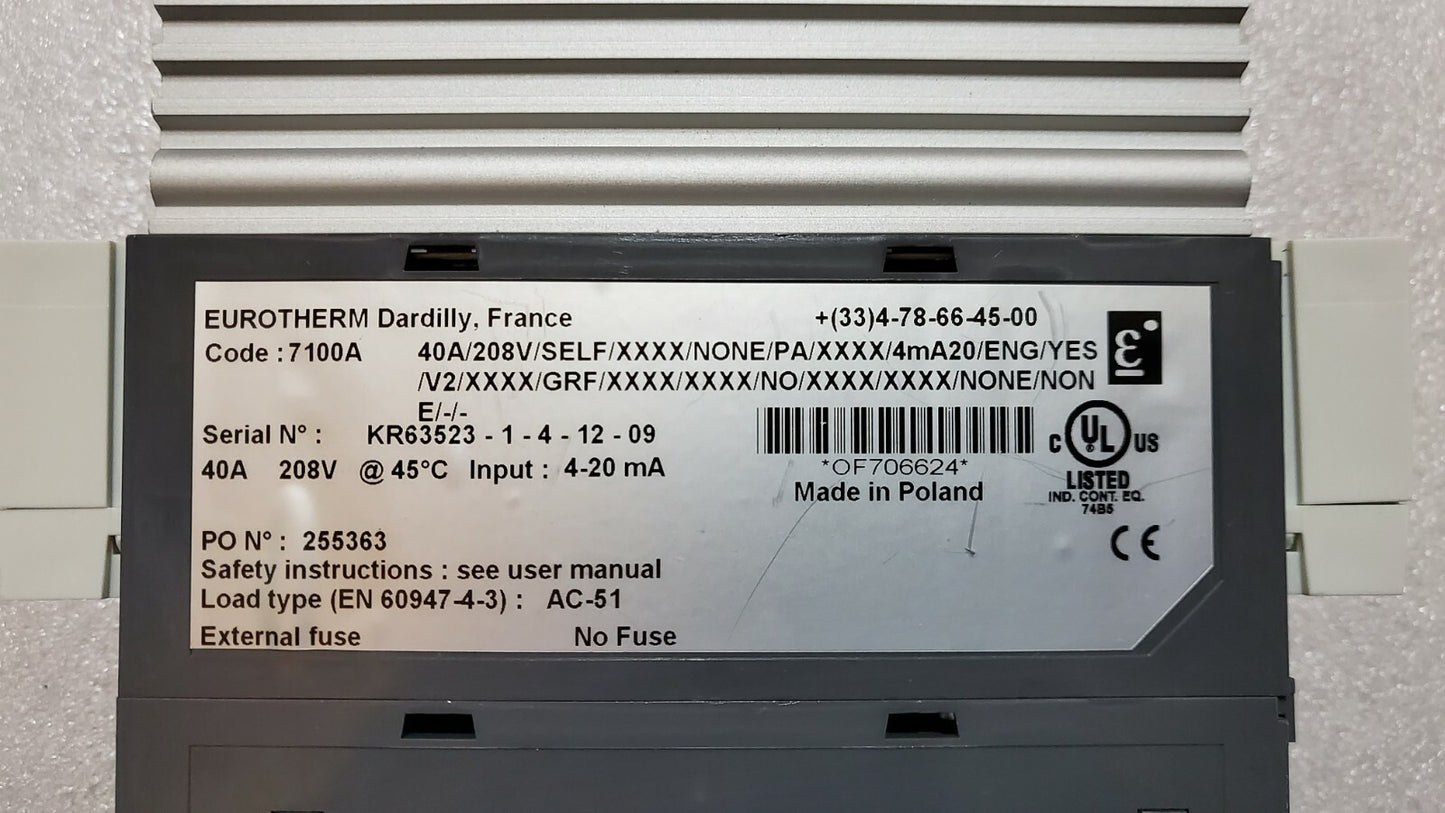 EUROTHERM Dardilly, France +(33)4-78-66-45-00
Code : 7100A 40A/208V/SELF/XXXX/NONE/PA/XXXX/4mA20/ENG/YES
/V2/XXXX/GRF/XXXX/XXXX/NO/XXXX/XXXX/NONE/NON
E/-/-
Serial N° : KR63523 - 1 - 4 - 12 - 09
40A 208V @ 45°C Input : 4-20 mA
*OF706624*
Made in Poland
C UL US
®
LISTED
IND. CONT. EQ.
74B5
PO N° : 255363
CE
Safety instructions : see user manual
Load type (EN 60947-4-3) : AC-51
External fuse No Fuse